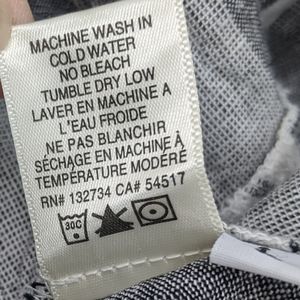 MACHINE WASH IN
COLD WATER
NO BLEACH
TUMBLE DRY LOW
LAVER EN MACHINE A
L'EAU FROIDE
NE PAS BLANCHIR
SÉCHAGE EN MACHINE À
TEMPÉRATURE MODÉRÉ
RN# 132734 CA# 54517
30C